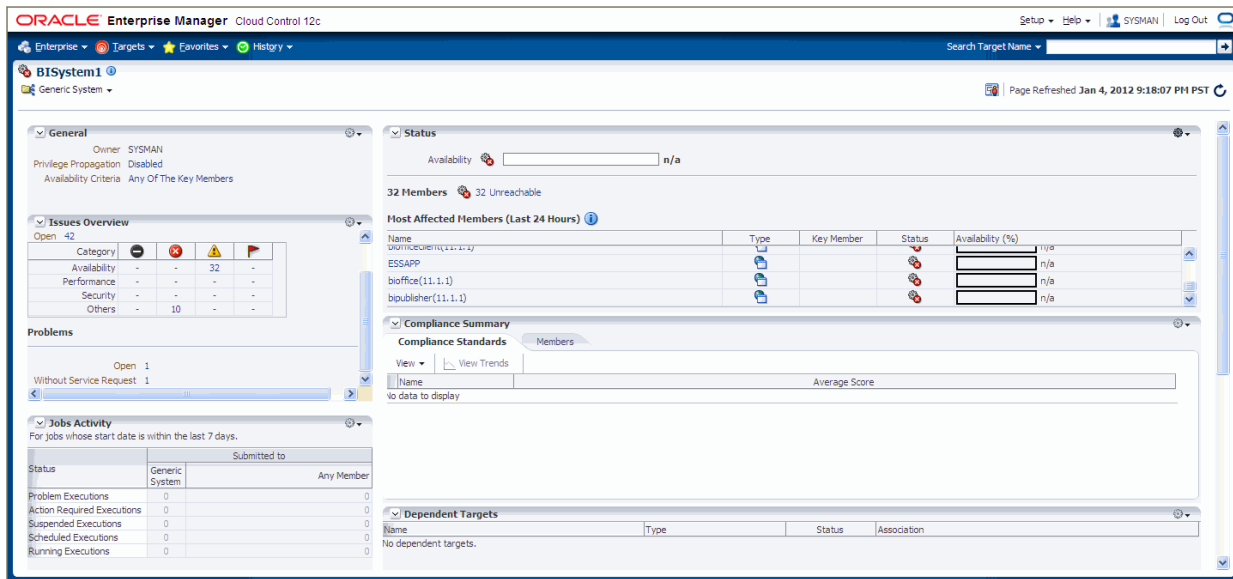 ORACLE Enterprise Manager Cloud Control 12c
Setup Help SYSMAN Log Out
Enterprise Targets Favorites History
Search Target Name
BISystem1
Generic System
Page Refreshed Jan 4, 2012 9:18:07 PM PST
General
Owner SYSMAN
Privilege Propagation Disabled
Availability Criteria Any Of The Key Members
Issues Overview
Open 42
Category
Availability - - 32 -
Performance - - - -
Security - - - -
Others - 10 - -
Problems
Open 1
Without Service Request 1
Jobs Activity
For jobs whose start date is within the last 7 days.
Status
Submitted to
Generic System
Any Member
Problem Executions 0 0
Action Required Executions 0 0
Suspended Executions 0 0
Scheduled Executions 0 0
Running Executions 0 0
Status
Availability n/a
32 Members 32 Unreachable
Most Affected Members (Last 24 Hours)
Name Type Key Member Status Availability (%)
biofficeclient(11.1.1) n/a
ESSAPP n/a
bioffice(11.1.1) n/a
bipublisher(11.1.1) n/a
Compliance Summary
Compliance Standards Members
View View Trends
Name Average Score
No data to display
Dependent Targets
Name Type Status Association
No dependent targets.